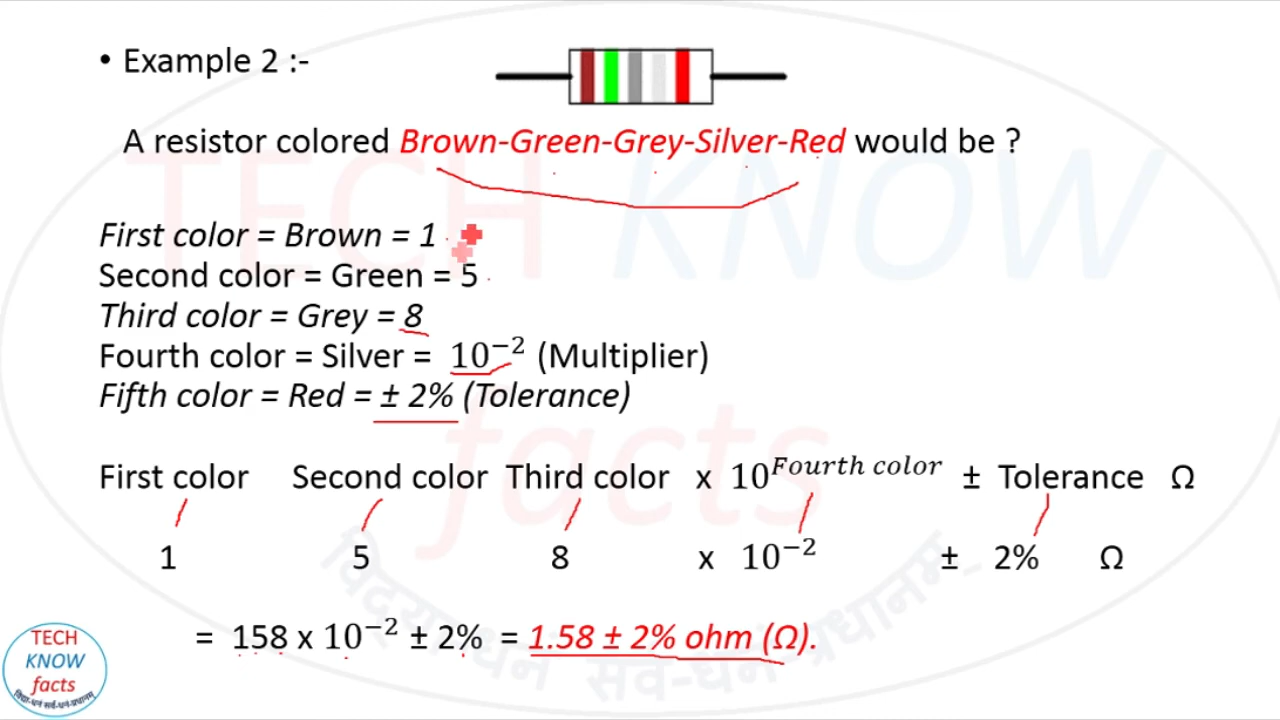 • Example 2 :-
A resistor colored Brown-Green-Grey-Silver-Red would be ?
First color = Brown = 1
Second color = Green = 5
Third color = Grey = 8
Fourth color = Silver = 10⁻² (Multiplier)
Fifth color = Red = ± 2% (Tolerance)
First color Second color Third color x 10^Fourth color ± Tolerance Ω
1 5 8 x 10⁻² ± 2% Ω
= 158 x 10⁻² ± 2% = 1.58 ± 2% ohm (Ω).
TECH KNOW
facts
TECH
KNOW
facts